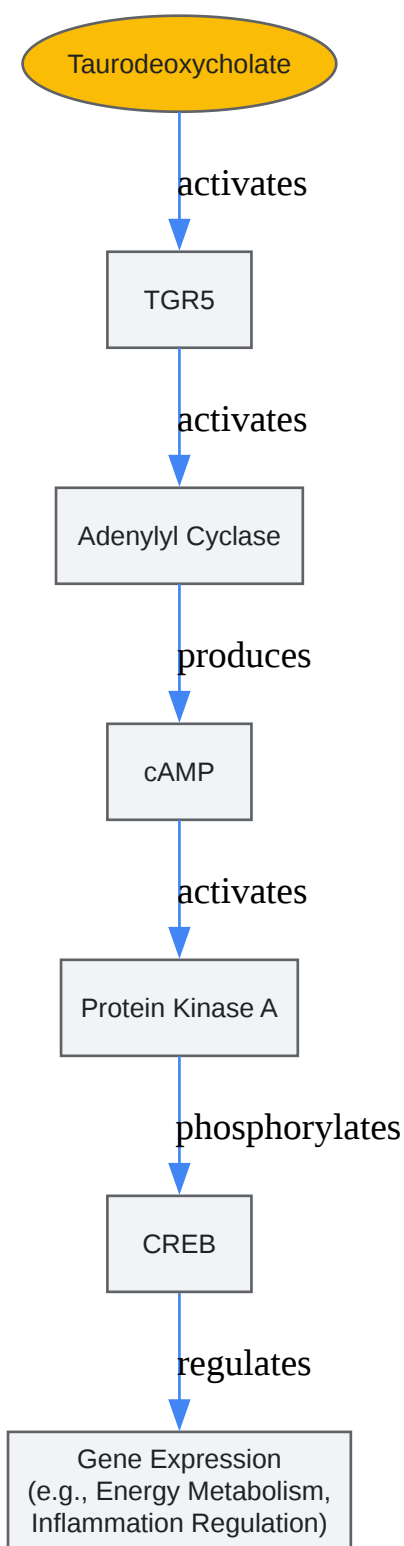 Taurodeoxycholate
activates
TGR5
activates
Adenylyl Cyclase
produces
cAMP
activates
Protein Kinase A
phosphorylates
CREB
regulates
Gene Expression
(e.g., Energy Metabolism,
Inflammation Regulation)